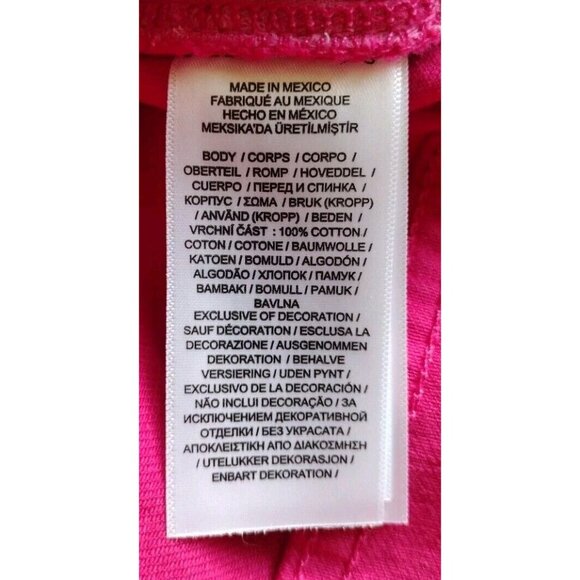 MADE IN MEXICO
FABRIQUÉ AU MEXIQUE
HECHO EN MÉXICO
MEKSIKA'DA ÜRETİLMİŞTİR
BODY / CORPS / CORPO /
OBERTEIL / ROMP / HOVEDDEL /
CUERPO / ПЕРЕД И СПИНКА /
КОРПУС / ΣΩΜΑ / BRUK (KROPP)
/ ANVÄND (KROPP) / BEDEN /
VRCHNÍ ČÁST : 100% COTTON /
COTON / COTONE / BAUMWOLLE /
KATOEN / BOMULD / ALGODÓN /
ALGODÃO / ХЛОПОК / ПАМУК /
BAMBAKI / BOMULL / PAMUK /
BAVLNA
EXCLUSIVE OF DECORATION /
SAUF DÉCORATION / ESCLUSA LA
DECORAZIONE / AUSGENOMMEN
DEKORATION / BEHALVE
VERSIERING / UDEN PYNT /
EXCLUSIVO DE LA DECORACIÓN /
NÃO INCLUI DECORAÇÃO / ЗА
ИСКЛЮЧЕНИЕМ ДЕКОРАТИВНОЙ
ОТДЕЛКИ / БЕЗ УКРАСАТА /
ΑΠΟΚΛΕΙΣΤΙΚΗ ΑΠΟ ΔΙΑΚΟΣΜΗΣΗ
/ UTELUKKER DEKORASJON /
ENBART DEKORATION /